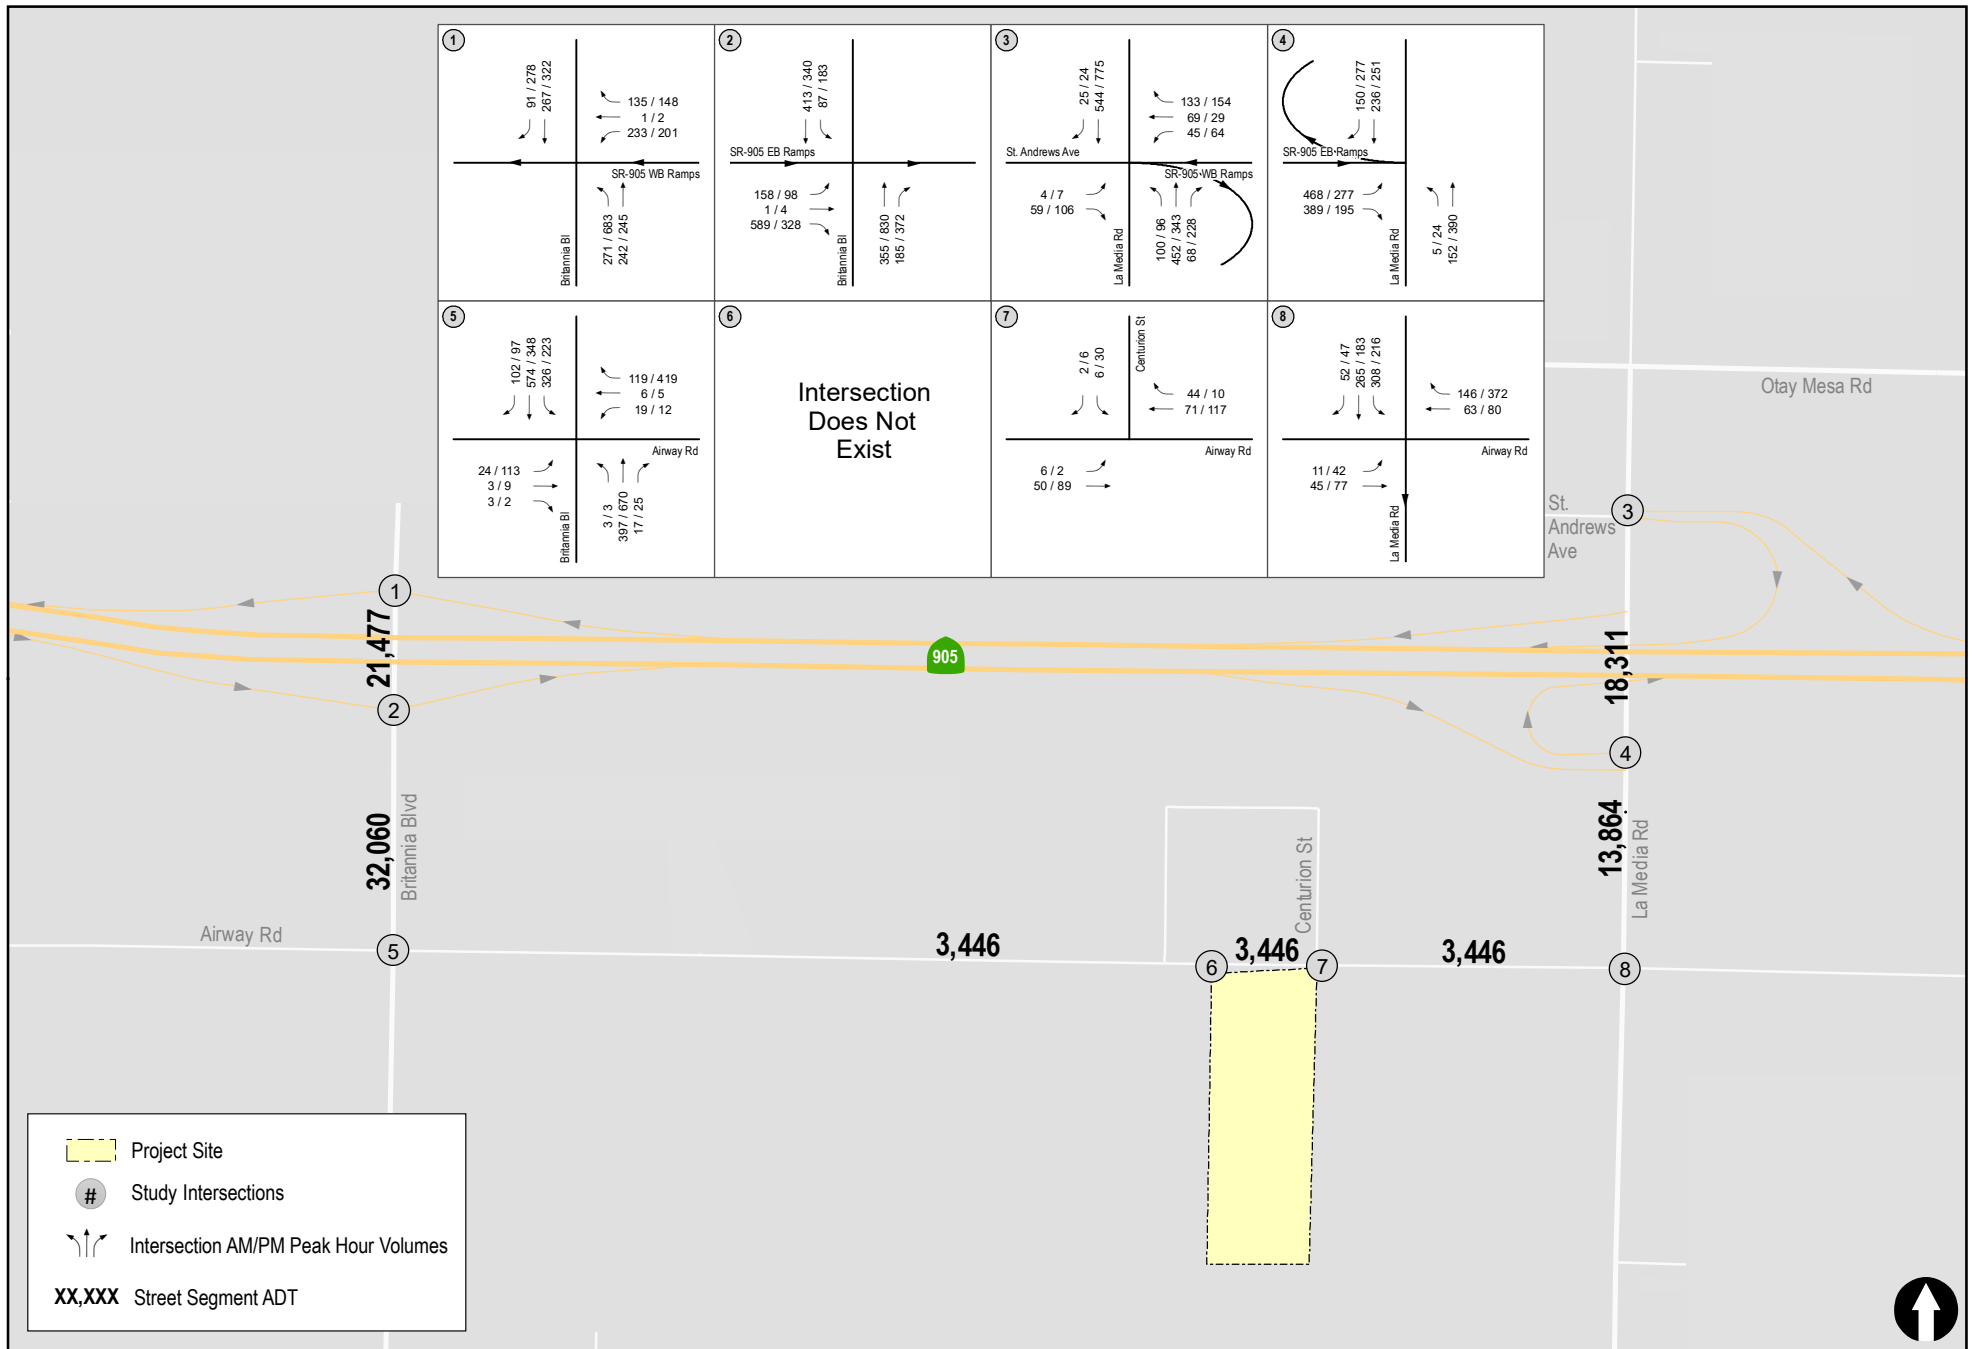 1
91 / 278
267 / 322
135 / 148
1 / 2
233 / 201
SR-905 WB Ramps
Britannia Bl
271 / 683
242 / 245
2
413 / 340
87 / 183
SR-905 EB Ramps
158 / 98
1 / 4
589 / 328
Britannia Bl
355 / 830
185 / 372
3
25 / 24
544 / 775
133 / 154
69 / 29
45 / 64
St. Andrews Ave
SR-905 WB Ramps
4 / 7
59 / 106
La Media Rd
100 / 96
452 / 343
68 / 228
4
150 / 277
236 / 251
SR-905 EB Ramps
468 / 277
389 / 195
La Media Rd
5 / 24
152 / 390
5
102 / 97
574 / 348
326 / 223
119 / 419
6 / 5
19 / 12
Airway Rd
24 / 113
3 / 9
3 / 2
Britannia Bl
3 / 3
397 / 670
17 / 25
6
Intersection
Does Not
Exist
7
2 / 6
6 / 30
Centurion St
44 / 10
71 / 117
Airway Rd
6 / 2
50 / 89
8
52 / 47
265 / 183
308 / 216
146 / 372
63 / 80
Airway Rd
11 / 42
45 / 77
La Media Rd
Otay Mesa Rd
St.
Andrews
Ave
3
1
21,477
2
905
18,311
4
32,060
Britannia Blvd
13,864
La Media Rd
Centurion St
Airway Rd
5
3,446
6
3,446
7
3,446
8
Project Site
# Study Intersections
Intersection AM/PM Peak Hour Volumes
XX,XXX Street Segment ADT